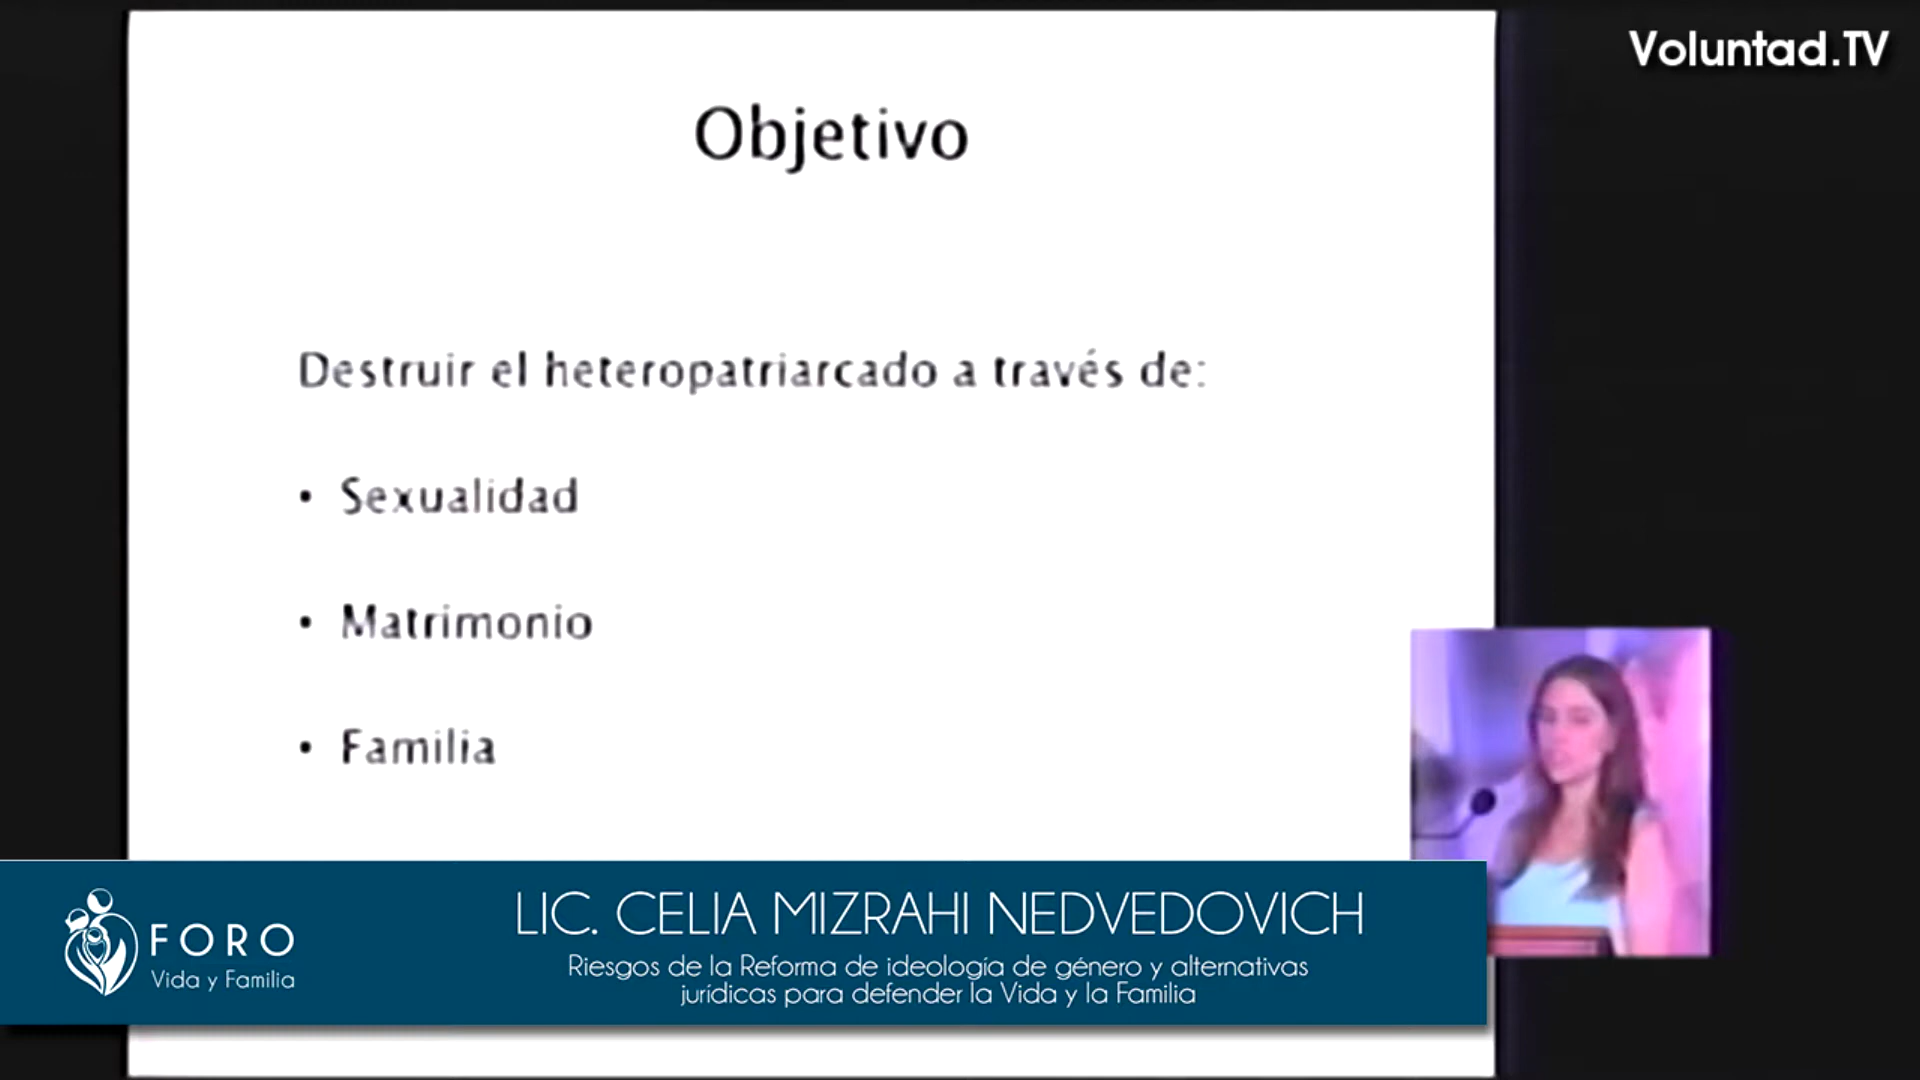 Voluntad.TV
Objetivo
Destruir el heteropatriarcado a través de:
• Sexualidad
• Matrimonio
• Familia
FORO
Vida y Familia
LIC. CELIA MIZRAHI NEDVEDOVICH
Riesgos de la Reforma de ideología de género y alternativas
jurídicas para defender la Vida y la Familia